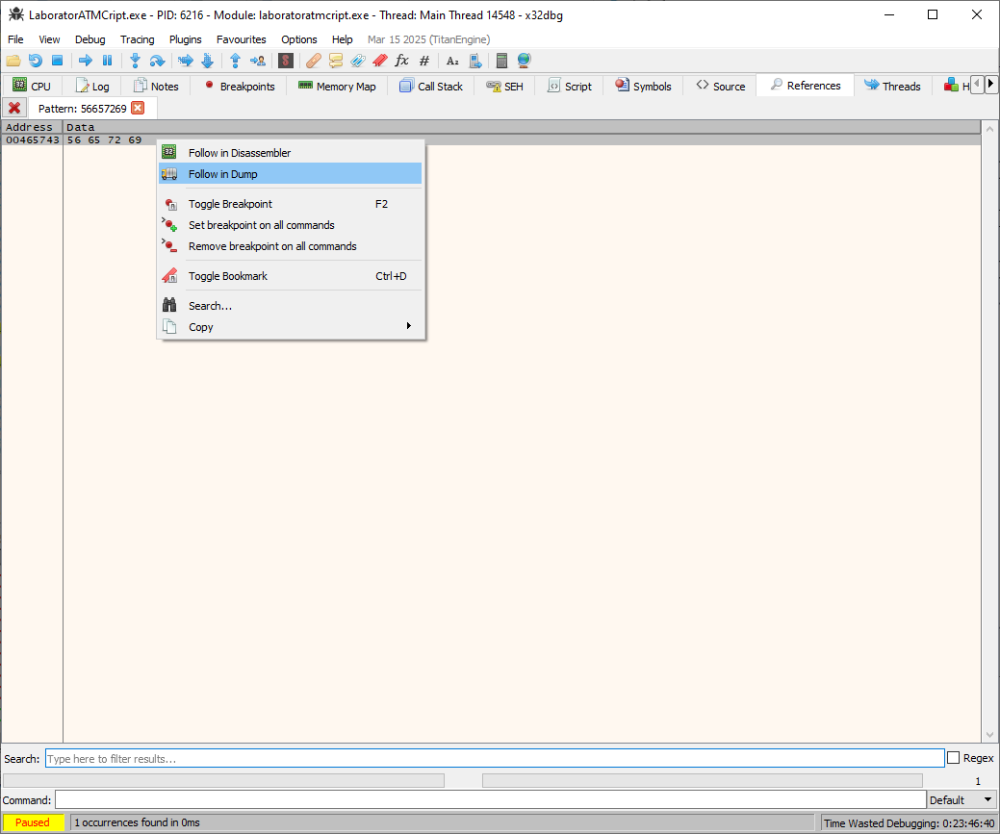 LaboratorATMCript.exe - PID: 6216 - Module: laboratoratmcript.exe - Thread: Main Thread 14548 - x32dbg
File View Debug Tracing Plugins Favourites Options Help Mar 15 2025 (TitanEngine)
CPU Log Notes Breakpoints Memory Map Call Stack SEH Script Symbols Source References Threads H
Pattern: 56657269
Address Data
00465743 56 65 72 69
Follow in Disassembler
Follow in Dump
Toggle Breakpoint F2
Set breakpoint on all commands
Remove breakpoint on all commands
Toggle Bookmark Ctrl+D
Search...
Copy
Search: Type here to filter results... Regex
1
Command: Default
Paused 1 occurrences found in 0ms Time Wasted Debugging: 0:23:46:40